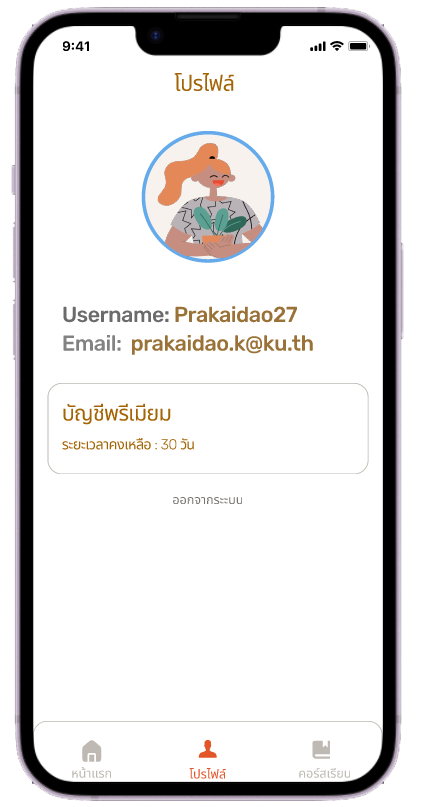 9:41
โปรไฟล์
Username: Prakaidao27
Email: prakaidao.k@ku.th
บัญชีพรีเมียม
ระยะเวลาคงเหลือ : 30 วัน
ออกจากระะบบ
หน้าแรก
โปรไฟล์
คอร์สเรียน